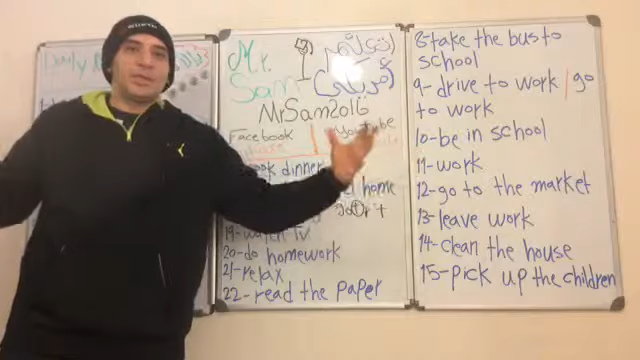 Daily
Mr.
Sam
MrSam2016
Facebook
YouTube
cook dinner
home
19-watch TV
20-do homework
21-relax
22-read the paper
8-take the bus to
school
9-drive to work/go
to work
10-be in school
11-work
12-go to the market
13-leave work
14-clean the house
15-pick up the children